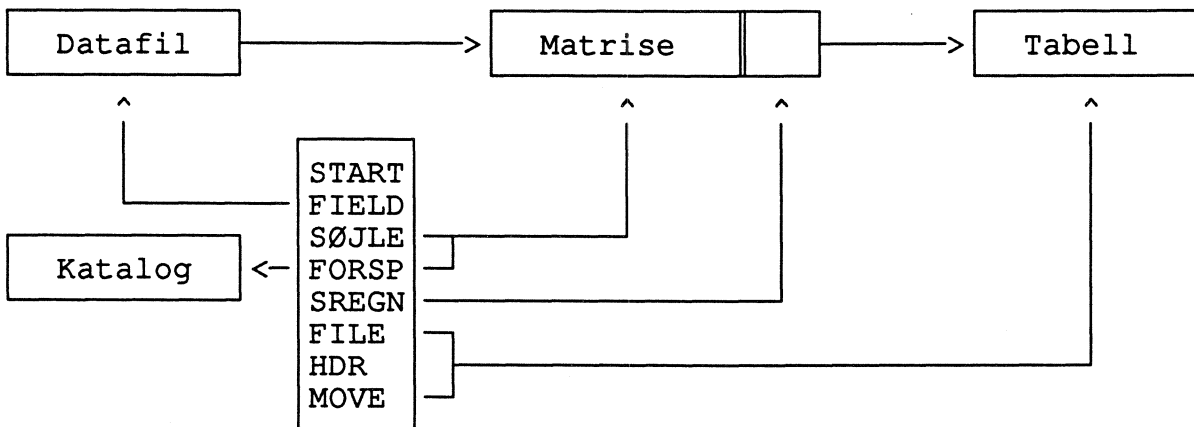 Datafil
Matrise
Tabell
START
FIELD
SØJLE
FORSP
SREGN
FILE
HDR
MOVE
Katalog